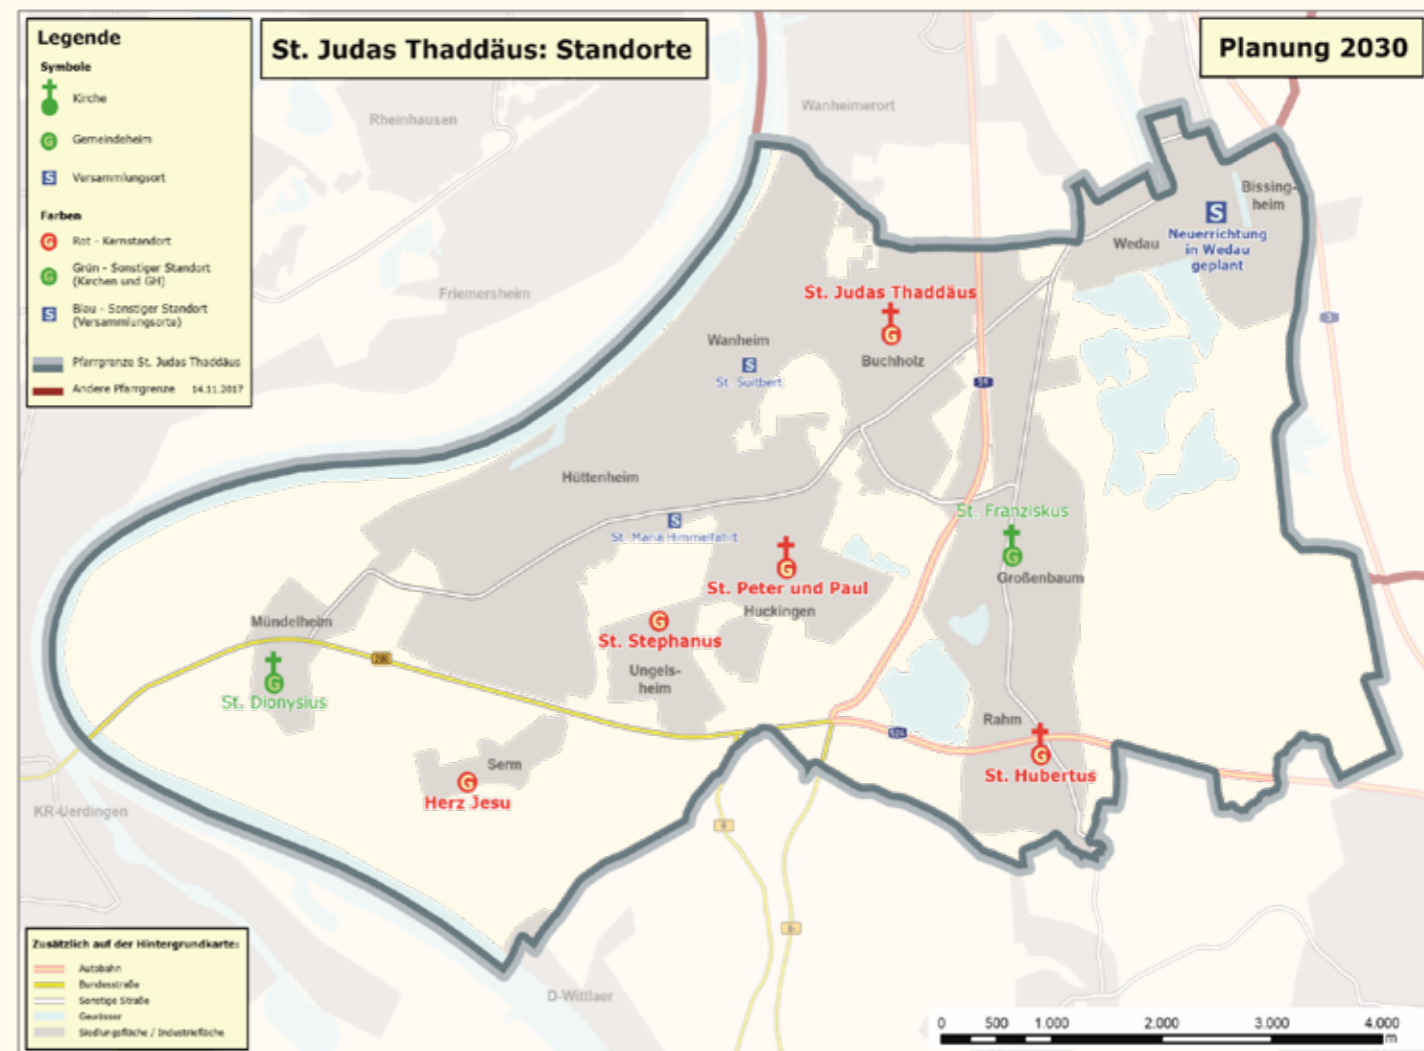 Legende
Symbole
Kirche
G Gemeindeheim
S Versammlungsort
Farben
G Rot - Kernstandort
G Grün - Sonstiger Standort
(Kirchen und GH)
S Blau - Sonstiger Standort
(Versammlungsorte)
Pfarrgrenze St. Judas Thaddäus
Andere Pfarrgrenze 14.11.2017
St. Judas Thaddäus: Standorte
Planung 2030
Rheinhausen
Wanheimerort
Friemersheim
Bissing-
heim
S
Wedau
Neuerrichtung
in Wedau
geplant
3
St. Judas Thaddäus
G
Buchholz
Wanheim
S
St. Suitbert
59
Hüttenheim
S
St. Maria Himmelfahrt
St. Franziskus
G
Großenbaum
G
St. Peter und Paul
Huckingen
G
St. Stephanus
Ungels-
heim
Mündelheim
G
St. Dionysius
288
Rahm
524
G
St. Hubertus
Serm
G
Herz Jesu
KR-Uerdingen
8
D-Wittlaer
Zusätzlich auf der Hintergrundkarte:
Autobahn
Bundesstraße
Sonstige Straße
Gewässer
Siedlungsfläche / Industriefläche
0 500 1.000 2.000 3.000 4.000
m